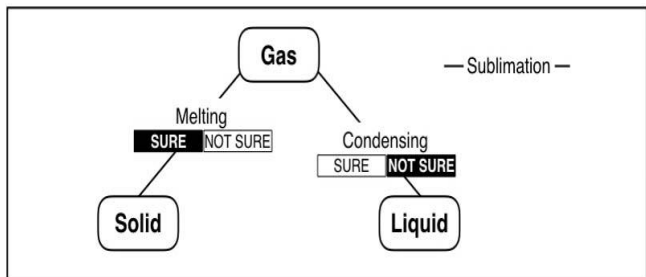 Gas
— Sublimation —
Melting
SURE NOT SURE
Condensing
SURE NOT SURE
Solid
Liquid